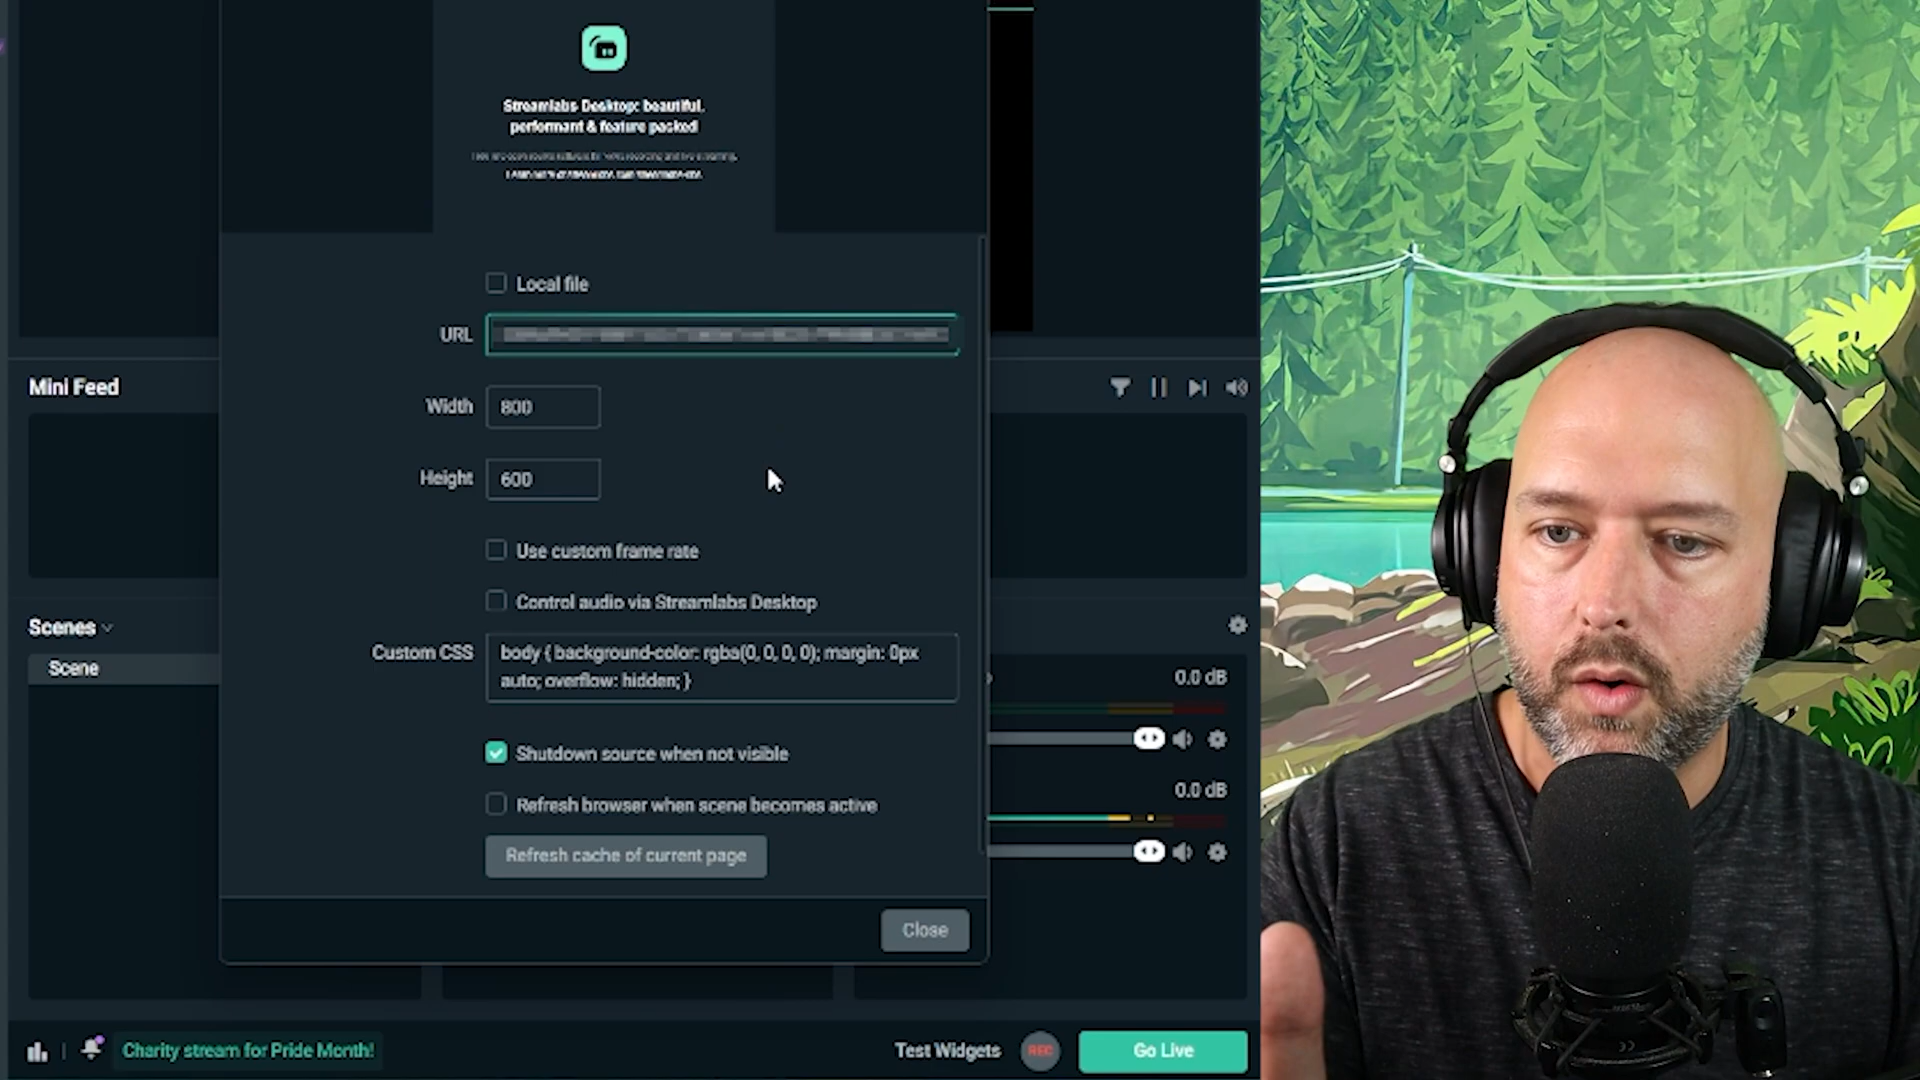 Streamlabs Desktop: beautiful,
performant & feature packed
Local file
URL
Mini Feed
Width
800
Height
600
Use custom frame rate
Control audio via Streamlabs Desktop
Scenes
Scene
Custom CSS
body { background-color: rgba(0, 0, 0, 0); margin: 0px
auto; overflow: hidden; }
0.0 dB
Shutdown source when not visible
0.0 dB
Refresh browser when scene becomes active
Refresh cache of current page
Close
Charity stream for Pride Month!
Test Widgets
REC
Go Live